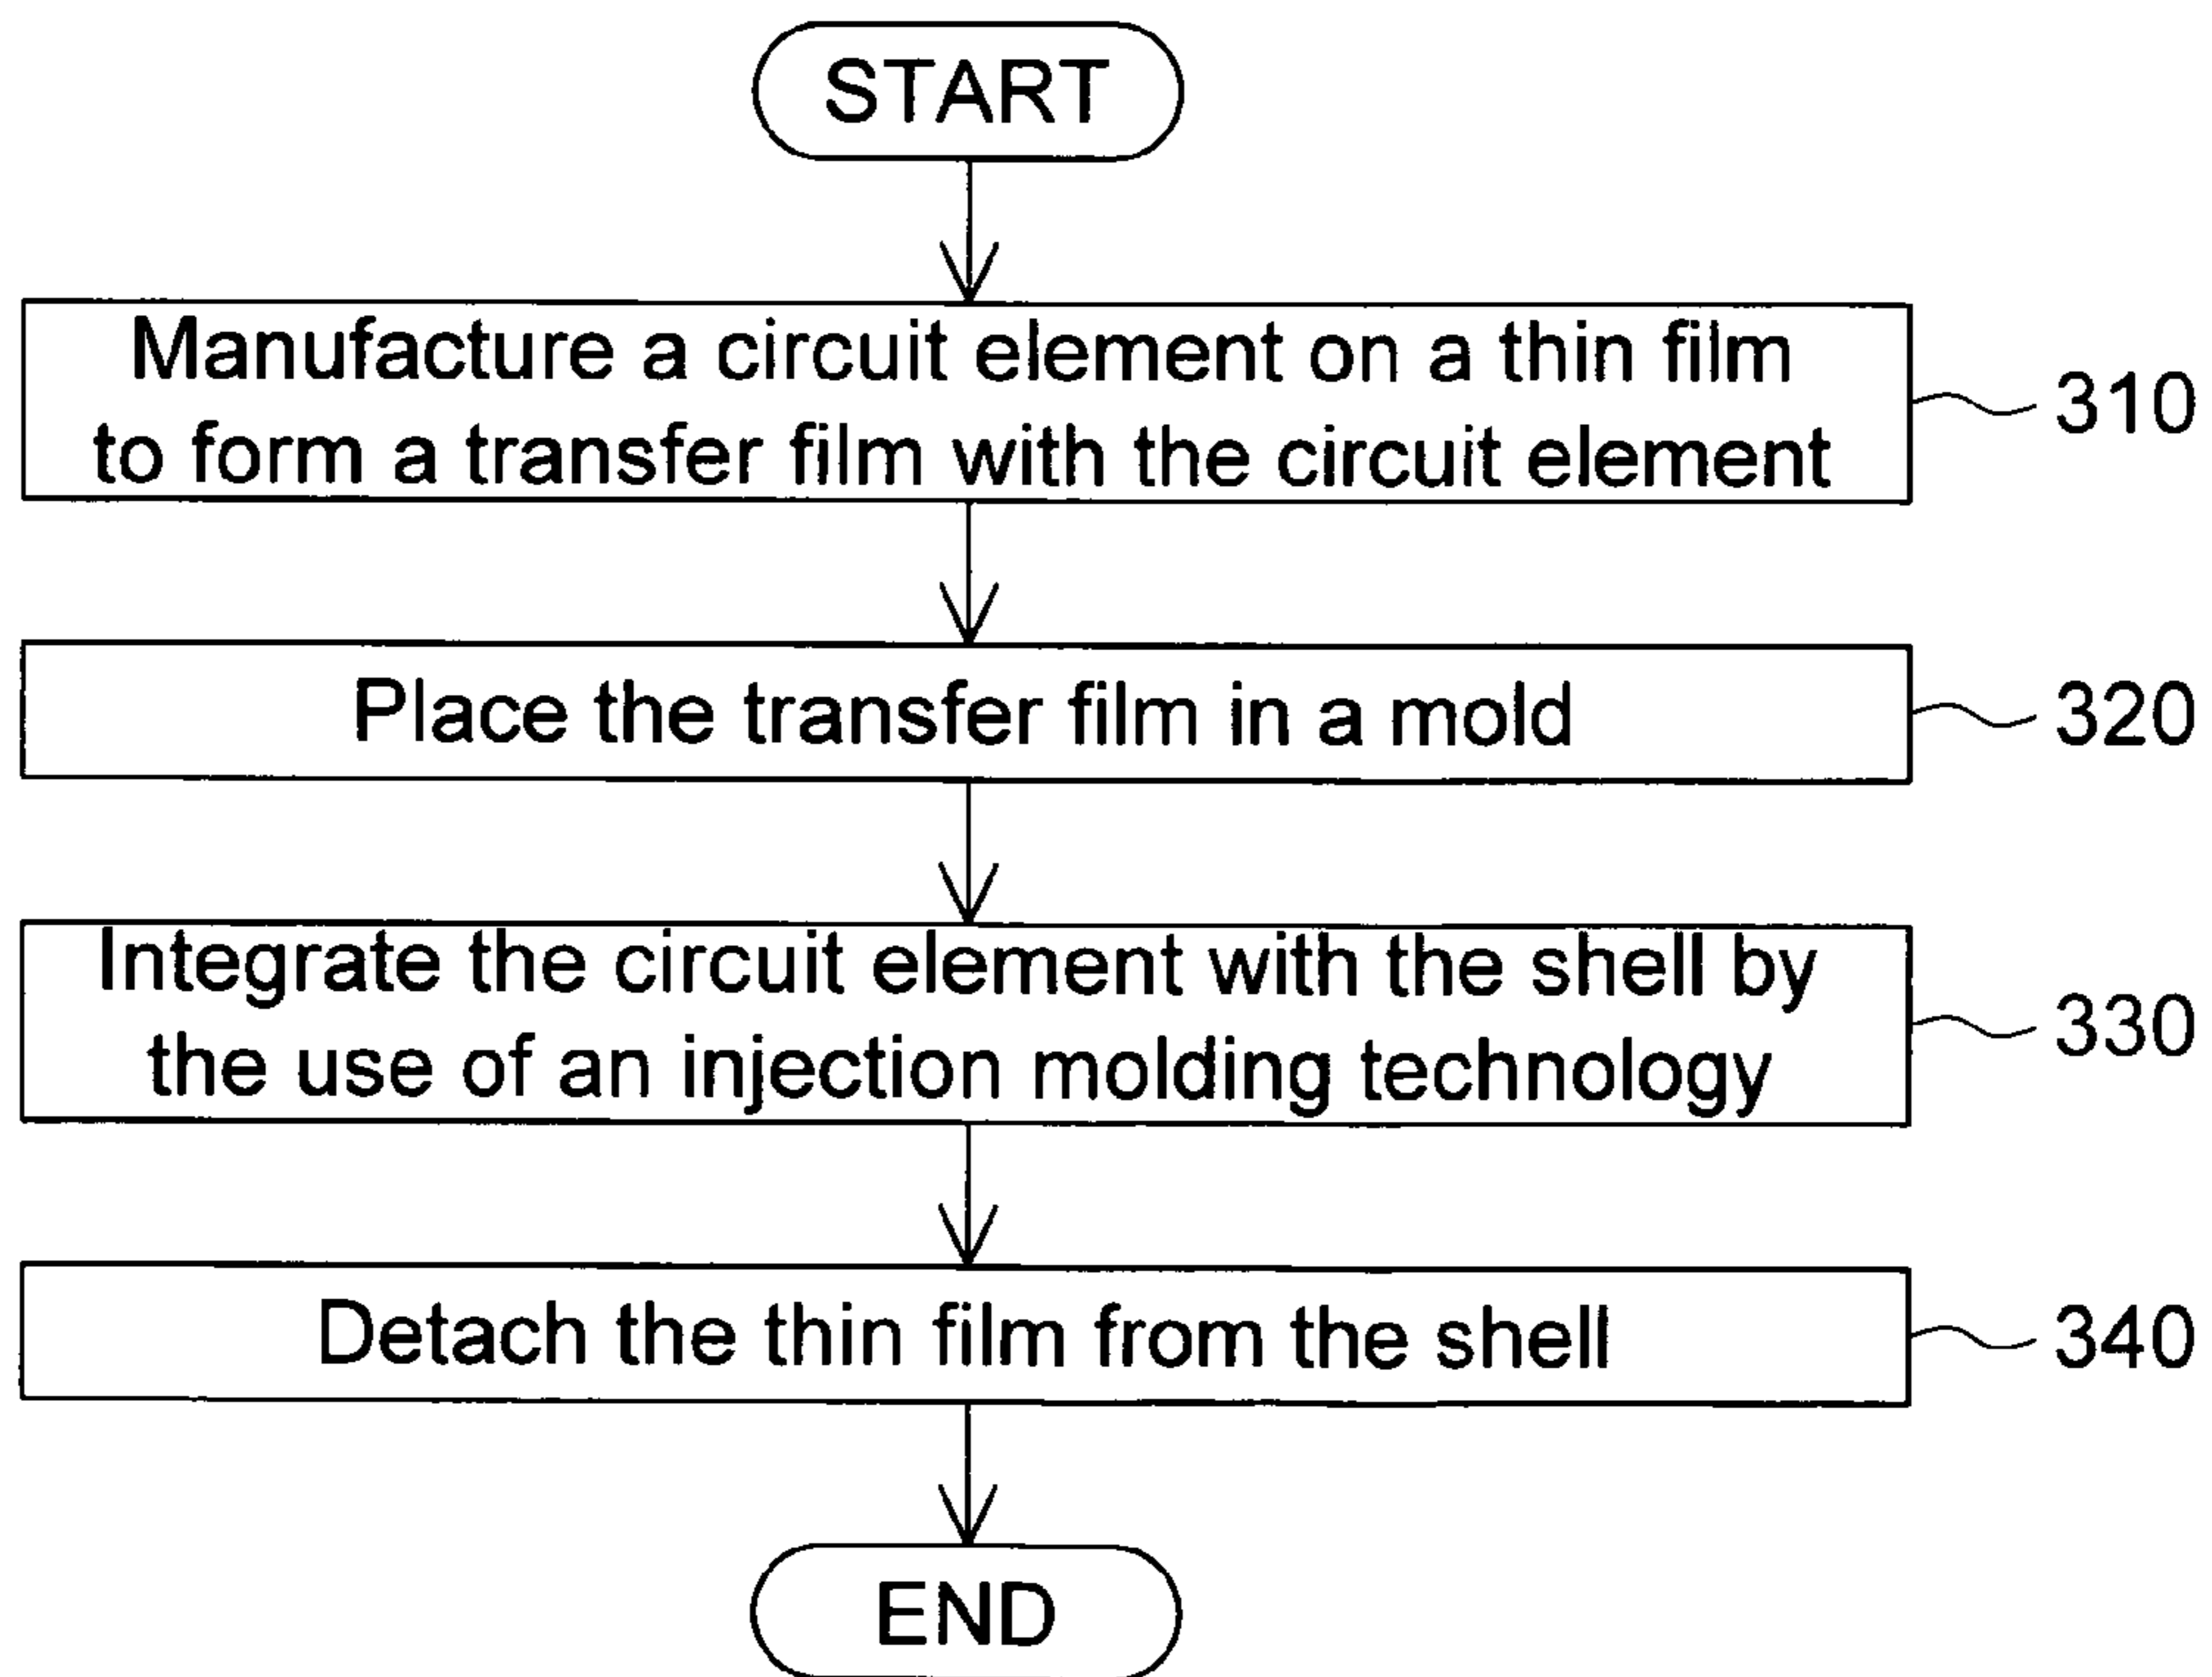 START
Manufacture a circuit element on a thin film
to form a transfer film with the circuit element
310
Place the transfer film in a mold
320
Integrate the circuit element with the shell by
the use of an injection molding technology
330
Detach the thin film from the shell
340
END